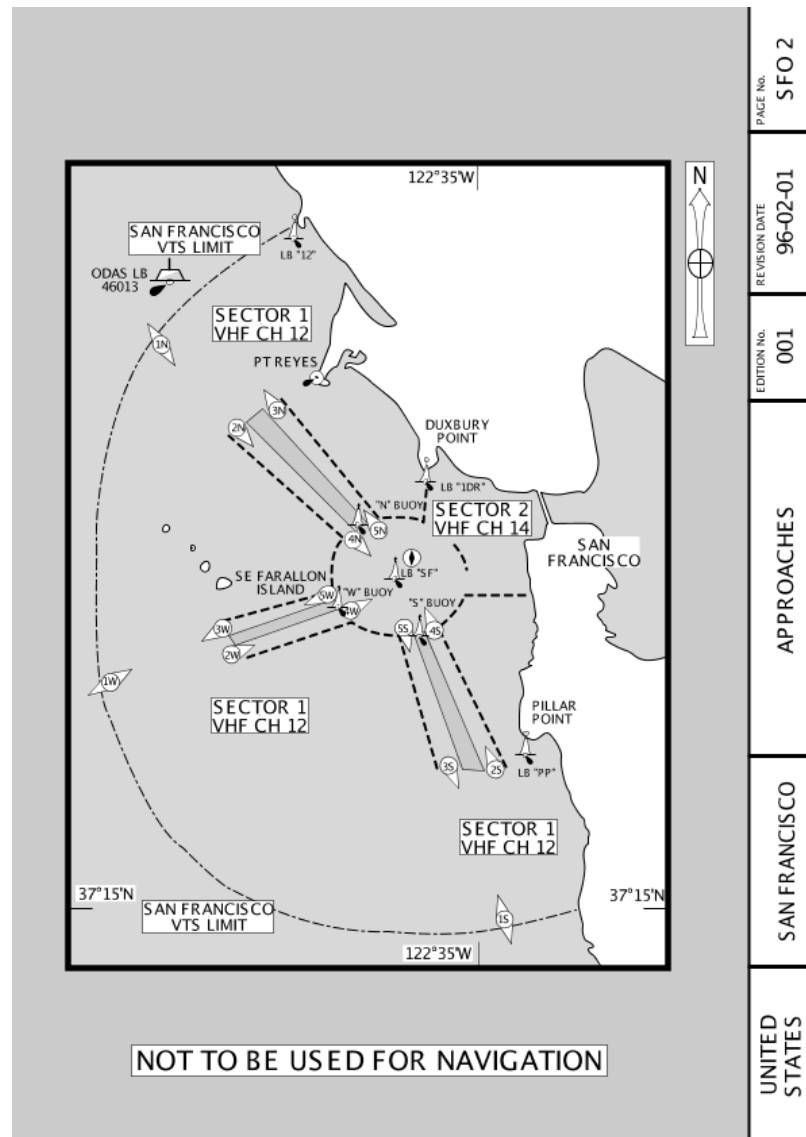 122°35'W
N
SAN FRANCISCO
VTS LIMIT
LB "12"
ODAS LB
46013
SECTOR 1
VHF CH 12
1N
PT REYES
3N
2N
DUXBURY
POINT
LB "1DR"
"N" BUOY
SECTOR 2
VHF CH 14
5N
4N
SAN
FRANCISCO
LB "SF"
SE FARALLON
ISLAND
5W
"W" BUOY
4W
"S" BUOY
3W
5S
4S
2W
1W
SECTOR 1
VHF CH 12
PILLAR
POINT
3S
2S
LB "PP"
SECTOR 1
VHF CH 12
37°15'N
37°15'N
SAN FRANCISCO
VTS LIMIT
1S
122°35'W
NOT TO BE USED FOR NAVIGATION
PAGE No.
SFO 2
REVISION DATE
96-02-01
EDITION No.
001
APPROACHES
SAN FRANCISCO
UNITED
STATES